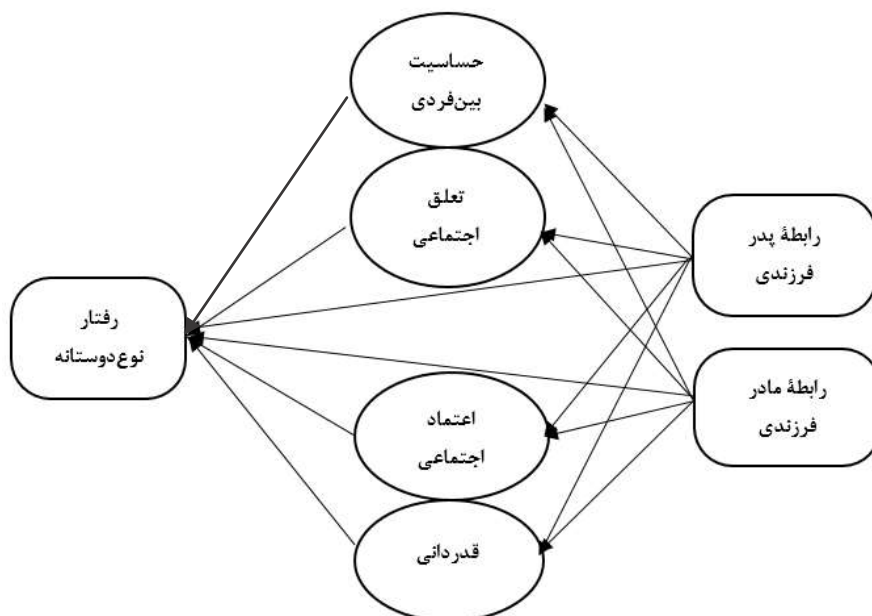 حساسیت
بین‌فردی
تعلق
اجتماعی
رابطهٔ پدر
فرزندی
رفتار
نوع‌دوستانه
رابطهٔ مادر
فرزندی
اعتماد
اجتماعی
قدردانی